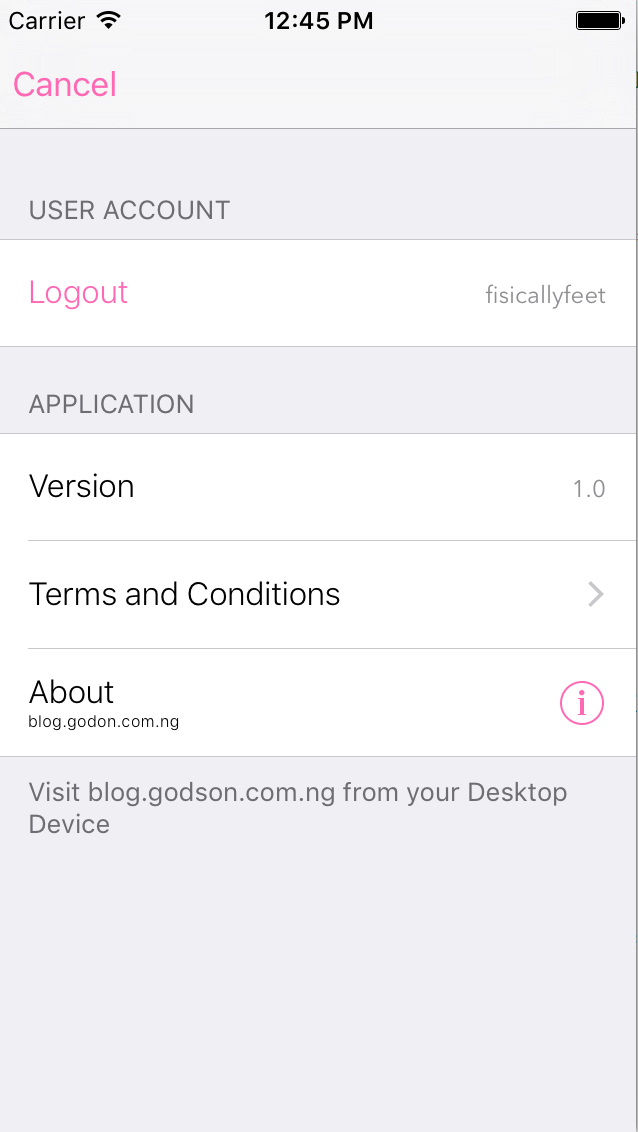 Carrier 12:45 PM
Cancel
USER ACCOUNT
Logout fisicallyfeet
APPLICATION
Version 1.0
Terms and Conditions
About
blog.godon.com.ng
i
Visit blog.godson.com.ng from your Desktop
Device